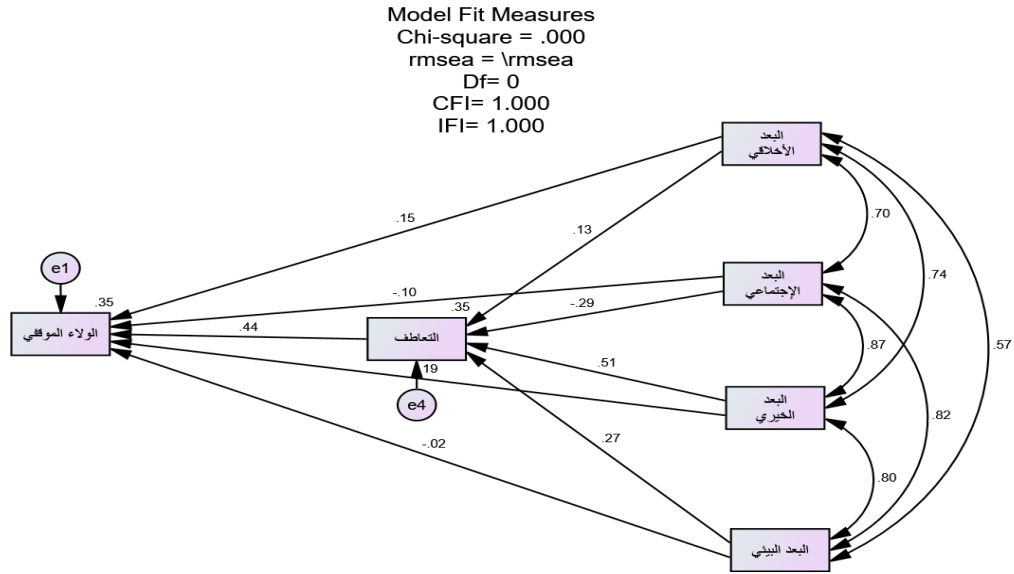 Model Fit Measures
Chi-square = .000
rmsea = \rmsea
Df= 0
CFI= 1.000
IFI= 1.000
البعد
الأخلاقي
.15
.13
.70
.74
البعد
الإجتماعي
e1
.35
-.10
.35
-.29
الولاء الموقفي
.44
التعاطف
.87
.57
19
.51
البعد
الخيري
e4
.82
-.02
.27
.80
البعد البيئي